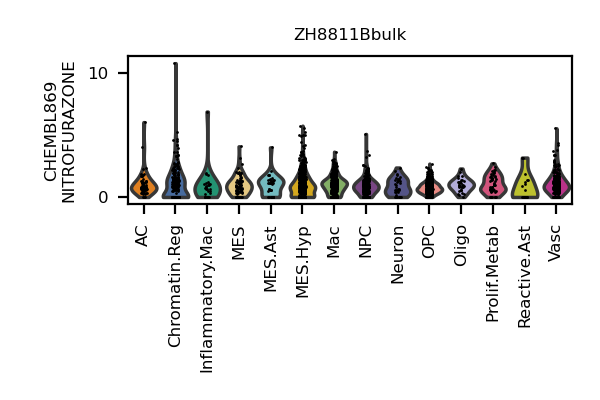 ZH8811Bbulk
CHEMBL869
NITROFURAZONE
10
0
AC
Chromatin.Reg
Inflammatory.Mac
MES
MES.Ast
MES.Hyp
Mac
NPC
Neuron
OPC
Oligo
Prolif.Metab
Reactive.Ast
Vasc